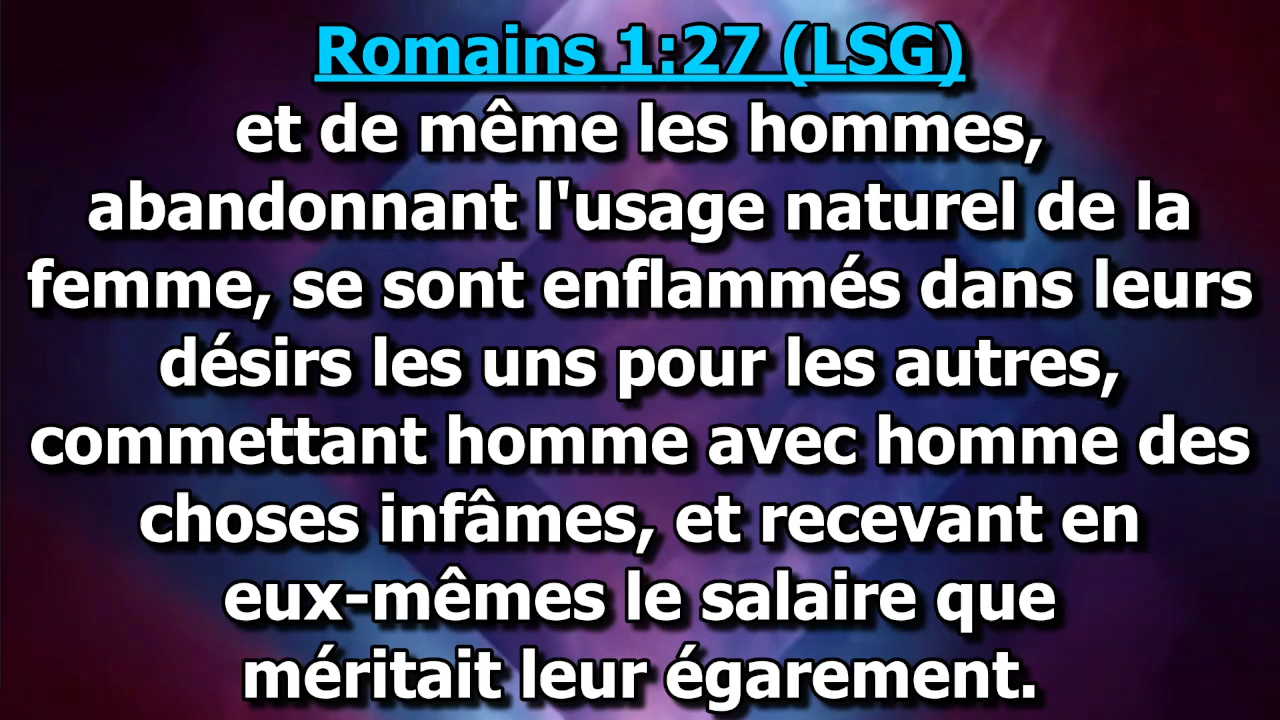 Romains 1:27 (LSG)
et de même les hommes,
abandonnant l'usage naturel de la
femme, se sont enflammés dans leurs
désirs les uns pour les autres,
commettant homme avec homme des
choses infâmes, et recevant en
eux-mêmes le salaire que
méritait leur égarement.